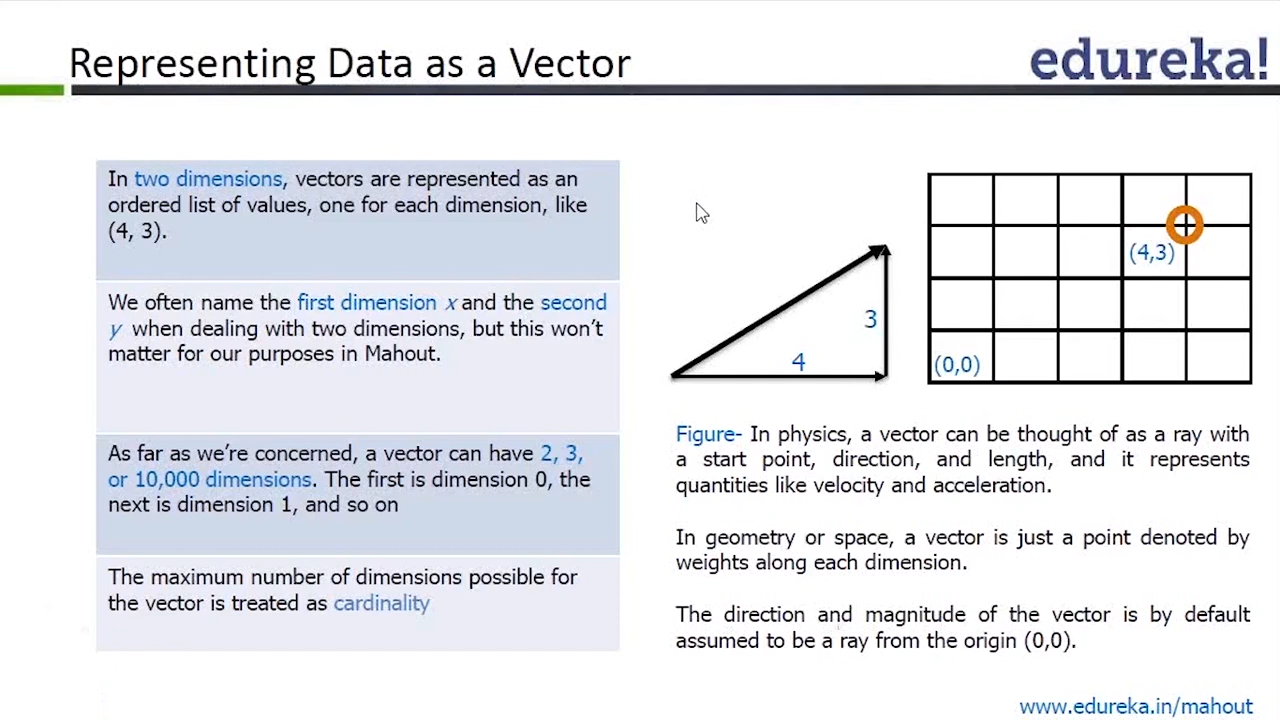 Representing Data as a Vector
edureka!
In two dimensions, vectors are represented as an
ordered list of values, one for each dimension, like
(4, 3).
We often name the first dimension x and the second
y when dealing with two dimensions, but this won’t
matter for our purposes in Mahout.
As far as we’re concerned, a vector can have 2, 3,
or 10,000 dimensions. The first is dimension 0, the
next is dimension 1, and so on
The maximum number of dimensions possible for
the vector is treated as cardinality
3
4
(4,3)
(0,0)
Figure- In physics, a vector can be thought of as a ray with
a start point, direction, and length, and it represents
quantities like velocity and acceleration.
In geometry or space, a vector is just a point denoted by
weights along each dimension.
The direction and magnitude of the vector is by default
assumed to be a ray from the origin (0,0).
www.edureka.in/mahout